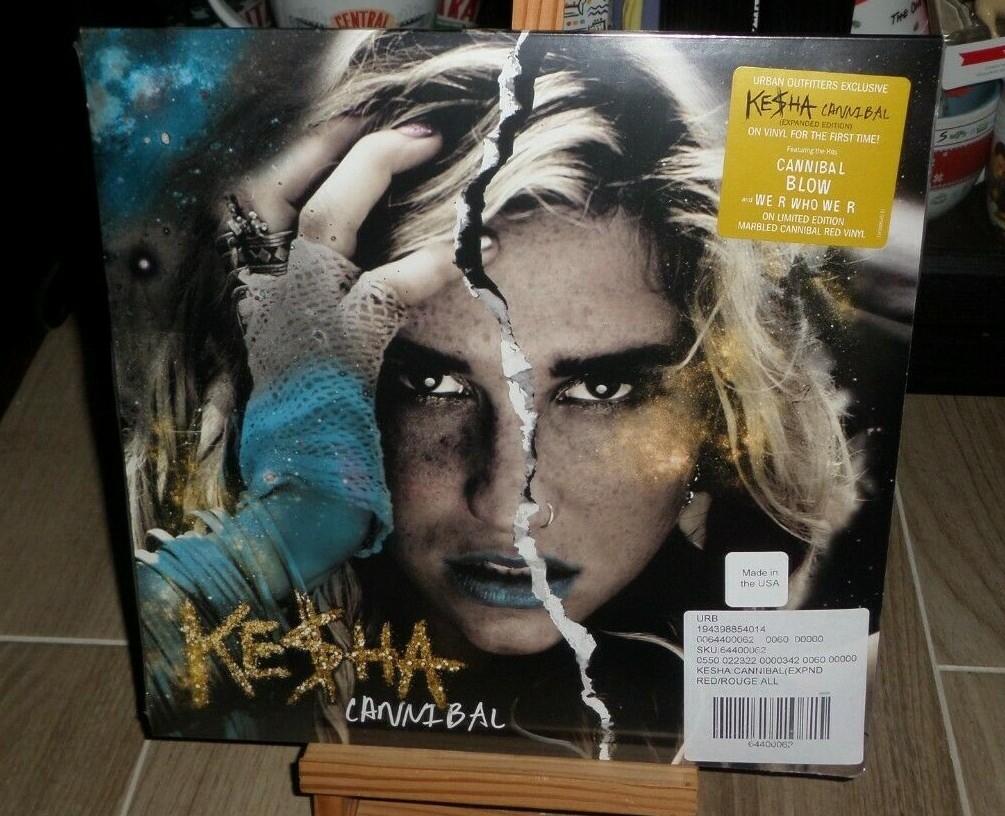 CENTRAL
URBAN OUTFITTERS EXCLUSIVE
KE$HA CANNIBAL
(EXPANDED EDITION)
ON VINYL FOR THE FIRST TIME!
Featuring the Hits
CANNIBAL
BLOW
and WE R WHO WE R
ON LIMITED EDITION
MARBLED CANNIBAL RED VINYL
Made in
the USA
URB
194398854014
0064400062 0060 00000
SKU:64400062
0550 022322 0000342 0060 00000
KESHA:CANNIBAL(EXPND
RED/ROUGE ALL
64400062
KE$HA
CANNIBAL